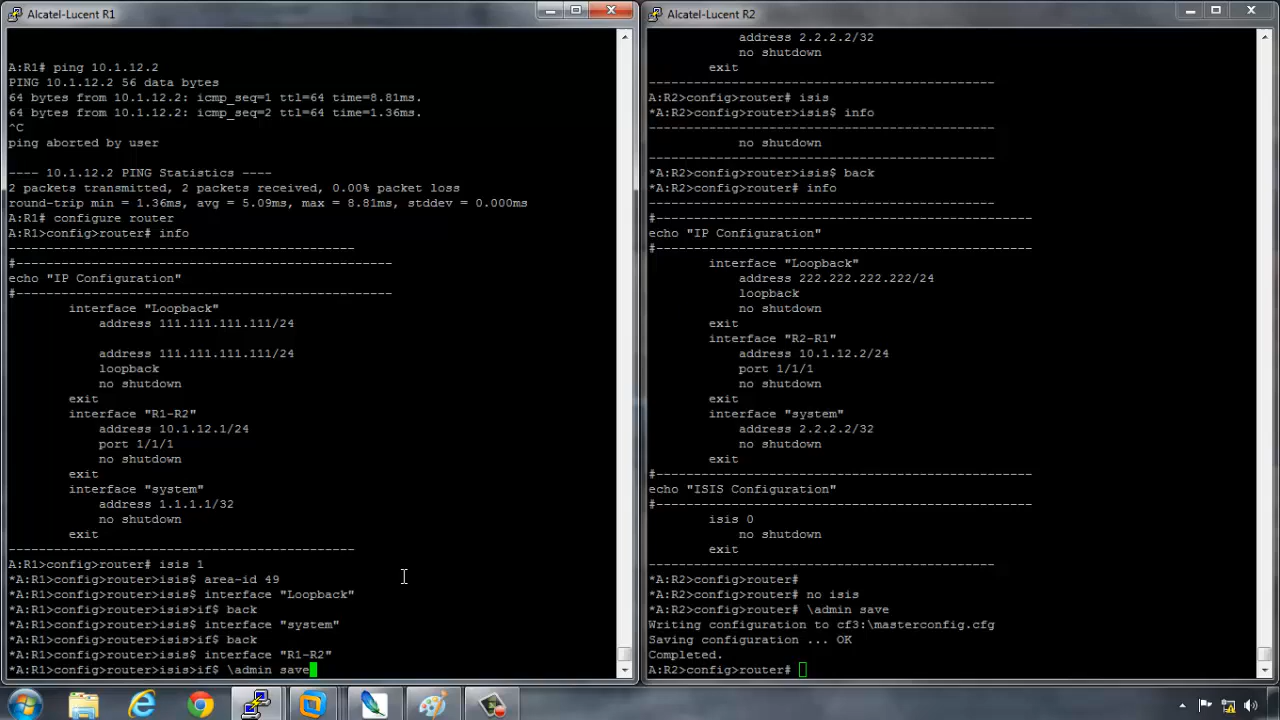 Alcatel-Lucent R1
A:R1# ping 10.1.12.2
PING 10.1.12.2 56 data bytes
64 bytes from 10.1.12.2: icmp_seq=1 ttl=64 time=8.81ms.
64 bytes from 10.1.12.2: icmp_seq=2 ttl=64 time=1.36ms.
^C
ping aborted by user
---- 10.1.12.2 PING Statistics ----
2 packets transmitted, 2 packets received, 0.00% packet loss
round-trip min = 1.36ms, avg = 5.09ms, max = 8.81ms, stddev = 0.000ms
A:R1# configure router
A:R1>config>router# info
----------------------------------------------
#--------------------------------------------------
echo "IP Configuration"
#--------------------------------------------------
interface "Loopback"
address 111.111.111.111/24
address 111.111.111.111/24
loopback
no shutdown
exit
interface "R1-R2"
address 10.1.12.1/24
port 1/1/1
no shutdown
exit
interface "system"
address 1.1.1.1/32
no shutdown
exit
----------------------------------------------
A:R1>config>router# isis 1
*A:R1>config>router>isis$ area-id 49
*A:R1>config>router>isis$ interface "Loopback"
*A:R1>config>router>isis>if$ back
*A:R1>config>router>isis$ interface "system"
*A:R1>config>router>isis>if$ back
*A:R1>config>router>isis$ interface "R1-R2"
*A:R1>config>router>isis>if$ \admin save
Alcatel-Lucent R2
address 2.2.2.2/32
no shutdown
exit
----------------------------------------------
A:R2>config>router# isis
*A:R2>config>router>isis$ info
----------------------------------------------
no shutdown
----------------------------------------------
*A:R2>config>router>isis$ back
*A:R2>config>router# info
----------------------------------------------
#--------------------------------------------------
echo "IP Configuration"
#--------------------------------------------------
interface "Loopback"
address 222.222.222.222/24
loopback
no shutdown
exit
interface "R2-R1"
address 10.1.12.2/24
port 1/1/1
no shutdown
exit
interface "system"
address 2.2.2.2/32
no shutdown
exit
#--------------------------------------------------
echo "ISIS Configuration"
#--------------------------------------------------
isis 0
no shutdown
exit
----------------------------------------------
*A:R2>config>router#
*A:R2>config>router# no isis
*A:R2>config>router# \admin save
Writing configuration to cf3:\masterconfig.cfg
Saving configuration ... OK
Completed.
A:R2>config>router#